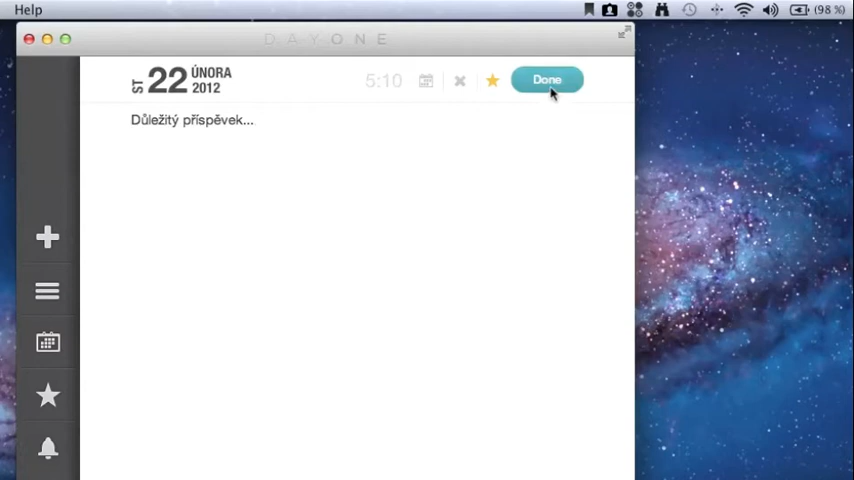 Help
(98 %)
DAYONE
ST 22 ÚNORA 2012
5:10
Done
Důležitý příspěvek...